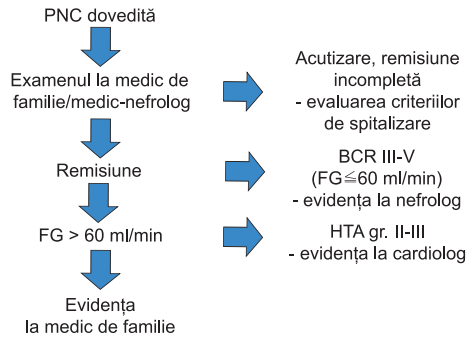 PNC dovedită
Examenul la medic de
familie/medic-nefrolog
Acutizare, remisiune
incompletă
- evaluarea criteriilor
de spitalizare
Remisiune
BCR III-V
(FG≦60 ml/min)
- evidența la nefrolog
FG > 60 ml/min
HTA gr. II-III
- evidența la cardiolog
Evidența
la medic de familie